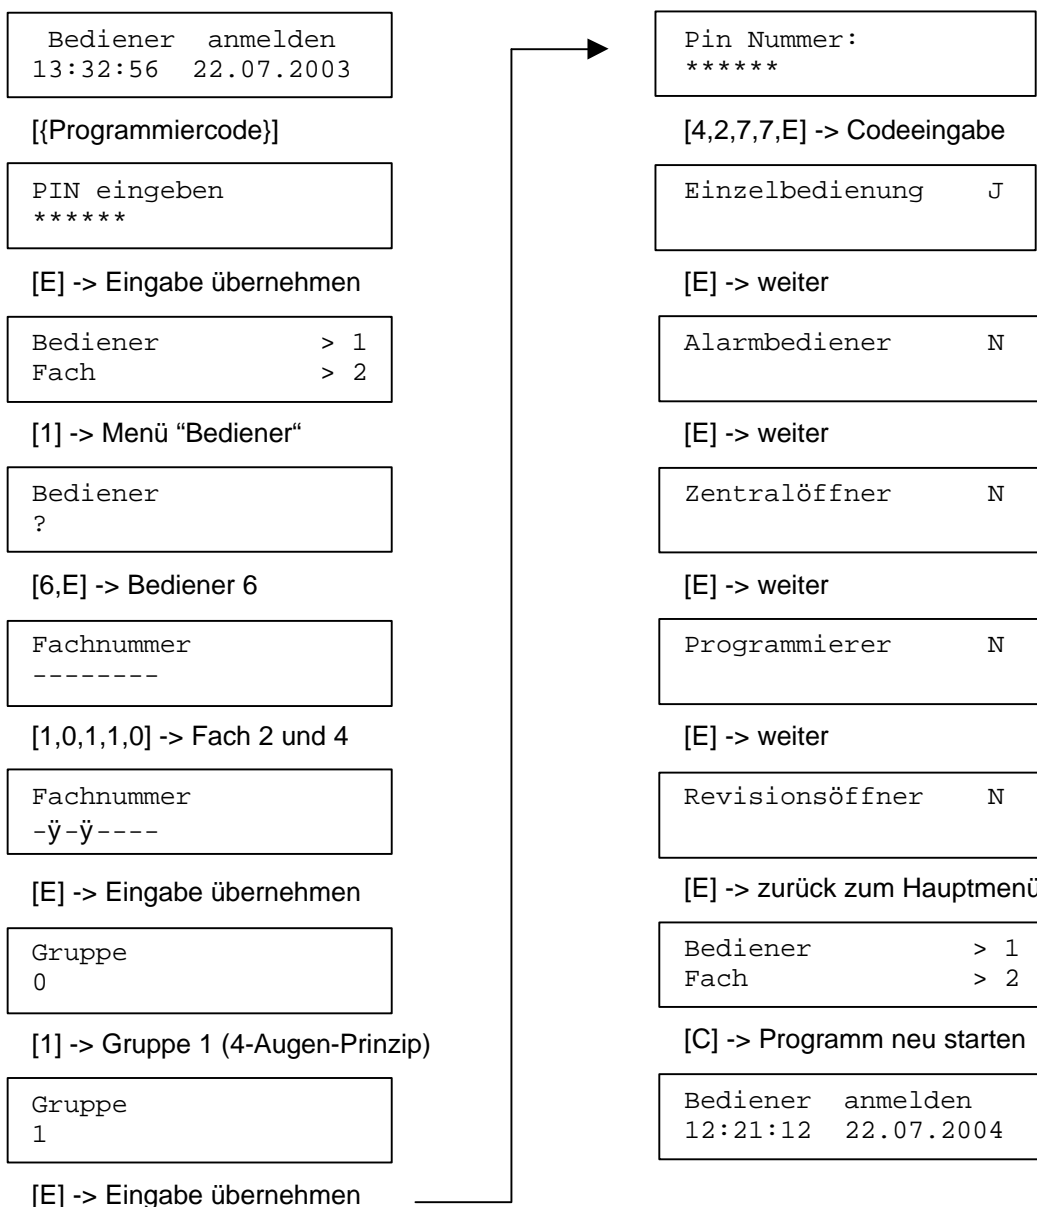 Bediener anmelden
13:32:56 22.07.2003
[{Programmiercode}]
PIN eingeben
******
[E] -> Eingabe übernehmen
Bediener > 1
Fach > 2
[1] -> Menü “Bediener“
Bediener
?
[6,E] -> Bediener 6
Fachnummer
--------
[1,0,1,1,0] -> Fach 2 und 4
Fachnummer
-ÿ-ÿ----
[E] -> Eingabe übernehmen
Gruppe
0
[1] -> Gruppe 1 (4-Augen-Prinzip)
Gruppe
1
[E] -> Eingabe übernehmen
Pin Nummer:
******
[4,2,7,7,E] -> Codeeingabe
Einzelbedienung J
[E] -> weiter
Alarmbediener N
[E] -> weiter
Zentralöffner N
[E] -> weiter
Programmierer N
[E] -> weiter
Revisionsöffner N
[E] -> zurück zum Hauptmenü
Bediener > 1
Fach > 2
[C] -> Programm neu starten
Bediener anmelden
12:21:12 22.07.2004